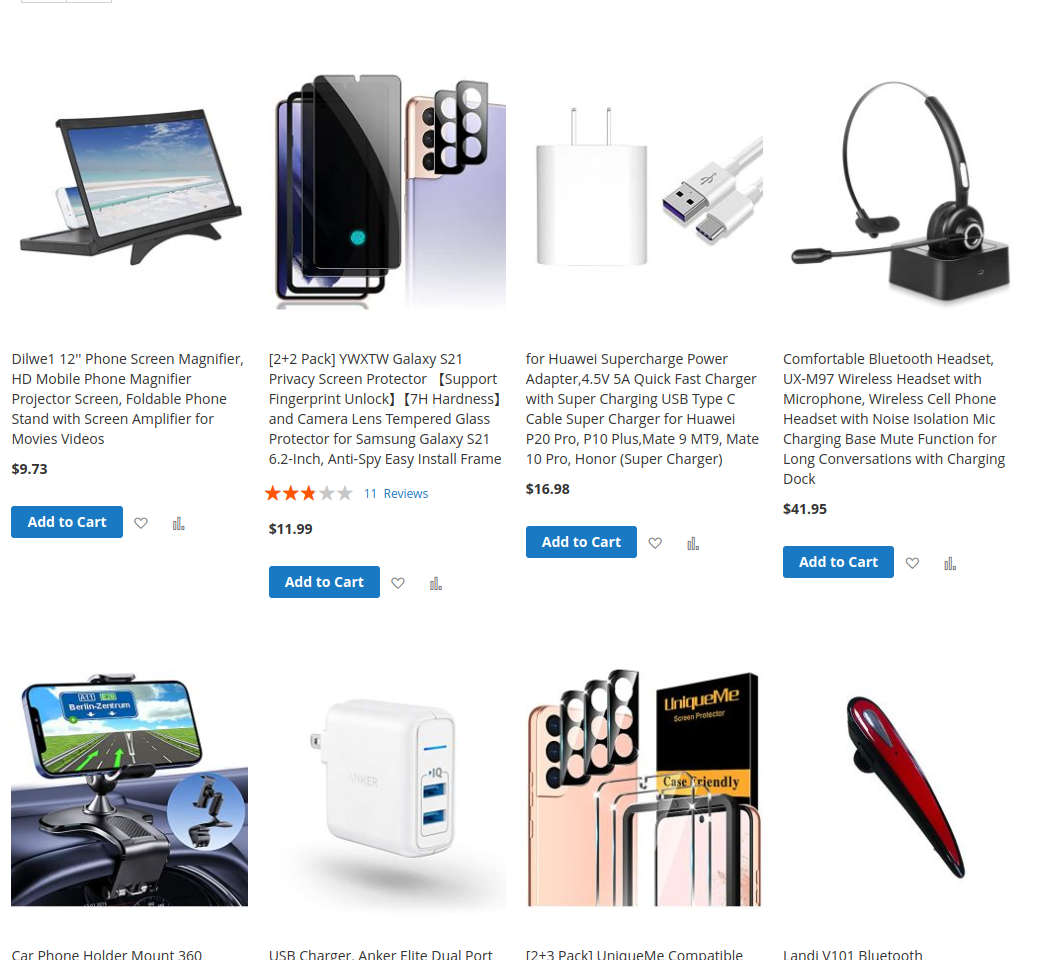 Dilwe1 12'' Phone Screen Magnifier,
HD Mobile Phone Magnifier
Projector Screen, Foldable Phone
Stand with Screen Amplifier for
Movies Videos
$9.73
Add to Cart
[2+2 Pack] YWXTW Galaxy S21
Privacy Screen Protector 【Support
Fingerprint Unlock】【7H Hardness】
and Camera Lens Tempered Glass
Protector for Samsung Galaxy S21
6.2-Inch, Anti-Spy Easy Install Frame
11 Reviews
$11.99
Add to Cart
for Huawei Supercharge Power
Adapter,4.5V 5A Quick Fast Charger
with Super Charging USB Type C
Cable Super Charger for Huawei
P20 Pro, P10 Plus,Mate 9 MT9, Mate
10 Pro, Honor (Super Charger)
$16.98
Add to Cart
Comfortable Bluetooth Headset,
UX-M97 Wireless Headset with
Microphone, Wireless Cell Phone
Headset with Noise Isolation Mic
Charging Base Mute Function for
Long Conversations with Charging
Dock
$41.95
Add to Cart
A11 E26
Berlin-Zentrum
Car Phone Holder Mount 360
IQ
ANKER
USB Charger, Anker Elite Dual Port
UniqueMe
Screen Protector
Case Friendly
[2+3 Pack] UniqueMe Compatible
Landi V101 Bluetooth